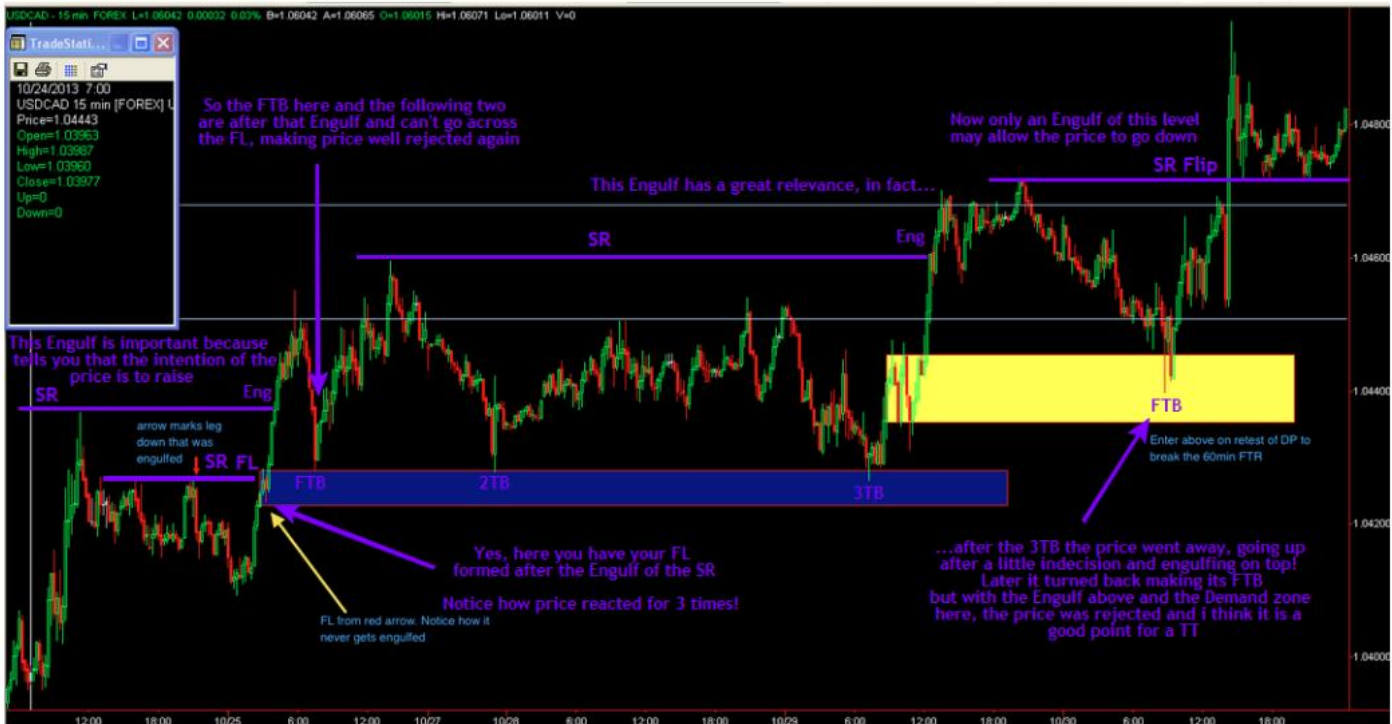 USDCAD - 15 min FOREX L=1.06042 0.00032 0.03% B=1.06042 A=1.06065 O=1.06015 Hi=1.06071 Lo=1.06011 V=0
TradeStati...
10/24/2013 7:00
USDCAD 15 min [FOREX] U
Price=1.04443
Open=1.03963
High=1.03987
Low=1.03960
Close=1.03977
Up=0
Down=0
So the FTB here and the following two
are after that Engulf and can't go across
the FL, making price well rejected again
Now only an Engulf of this level
may allow the price to go down
SR Flip
This Engulf has a great relevance, in fact...
SR
Eng
This Engulf is important because
tells you that the intention of the
price is to raise
SR
Eng
arrow marks leg
down that was
engulfed
SR FL
FTB
2TB
3TB
FTB
Enter above on retest of DP to
break the 60min FTR
Yes, here you have your FL
formed after the Engulf of the SR
Notice how price reacted for 3 times!
FL from red arrow. Notice how it
never gets engulfed
...after the 3TB the price went away, going up
after a little indecision and engulfing on top!
Later it turned back making its FTB
but with the Engulf above and the Demand zone
here, the price was rejected and i think it is a
good point for a TT
1.04800
1.04600
1.04400
1.04200
1.04000
12:00 18:00 10/25 6:00 12:00 18:00 10/27 10/28 6:00 12:00 18:00 10/29 6:00 12:00 18:00 10/30 6:00 12:00 18:00